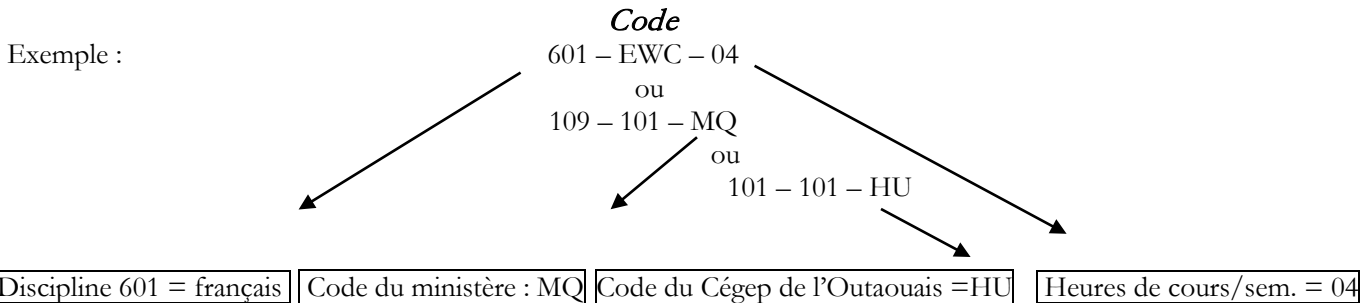 Code
Exemple : 601 – EWC – 04
ou
109 – 101 – MQ
ou
101 – 101 – HU
Discipline 601 = français Code du ministère : MQ Code du Cégep de l’Outaouais =HU Heures de cours/sem. = 04